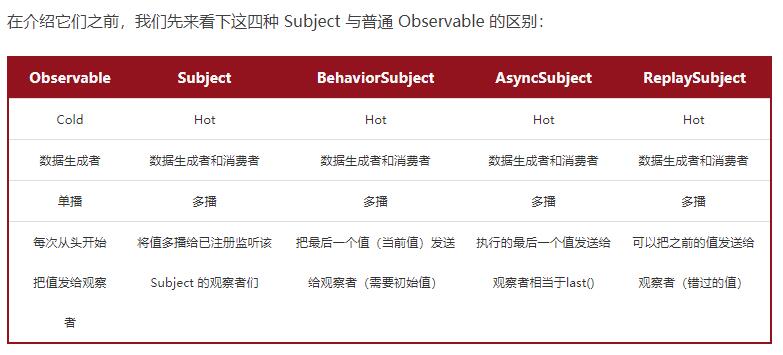 在介绍它们之前，我们先来看下这四种 Subject 与普通 Observable 的区别：
Observable Subject BehaviorSubject AsyncSubject ReplaySubject
Cold Hot Hot Hot Hot
数据生成者 数据生成者和消费者 数据生成者和消费者 数据生成者和消费者 数据生成者和消费者
单播 多播 多播 多播 多播
每次从头开始 将值多播给已注册监听该 把最后一个值（当前值）发送 执行的最后一个值发送给 可以把之前的值发送给
把值发给观察 Subject 的观察者们 给观察者（需要初始值） 观察者相当于last() 观察者（错过的值）
者